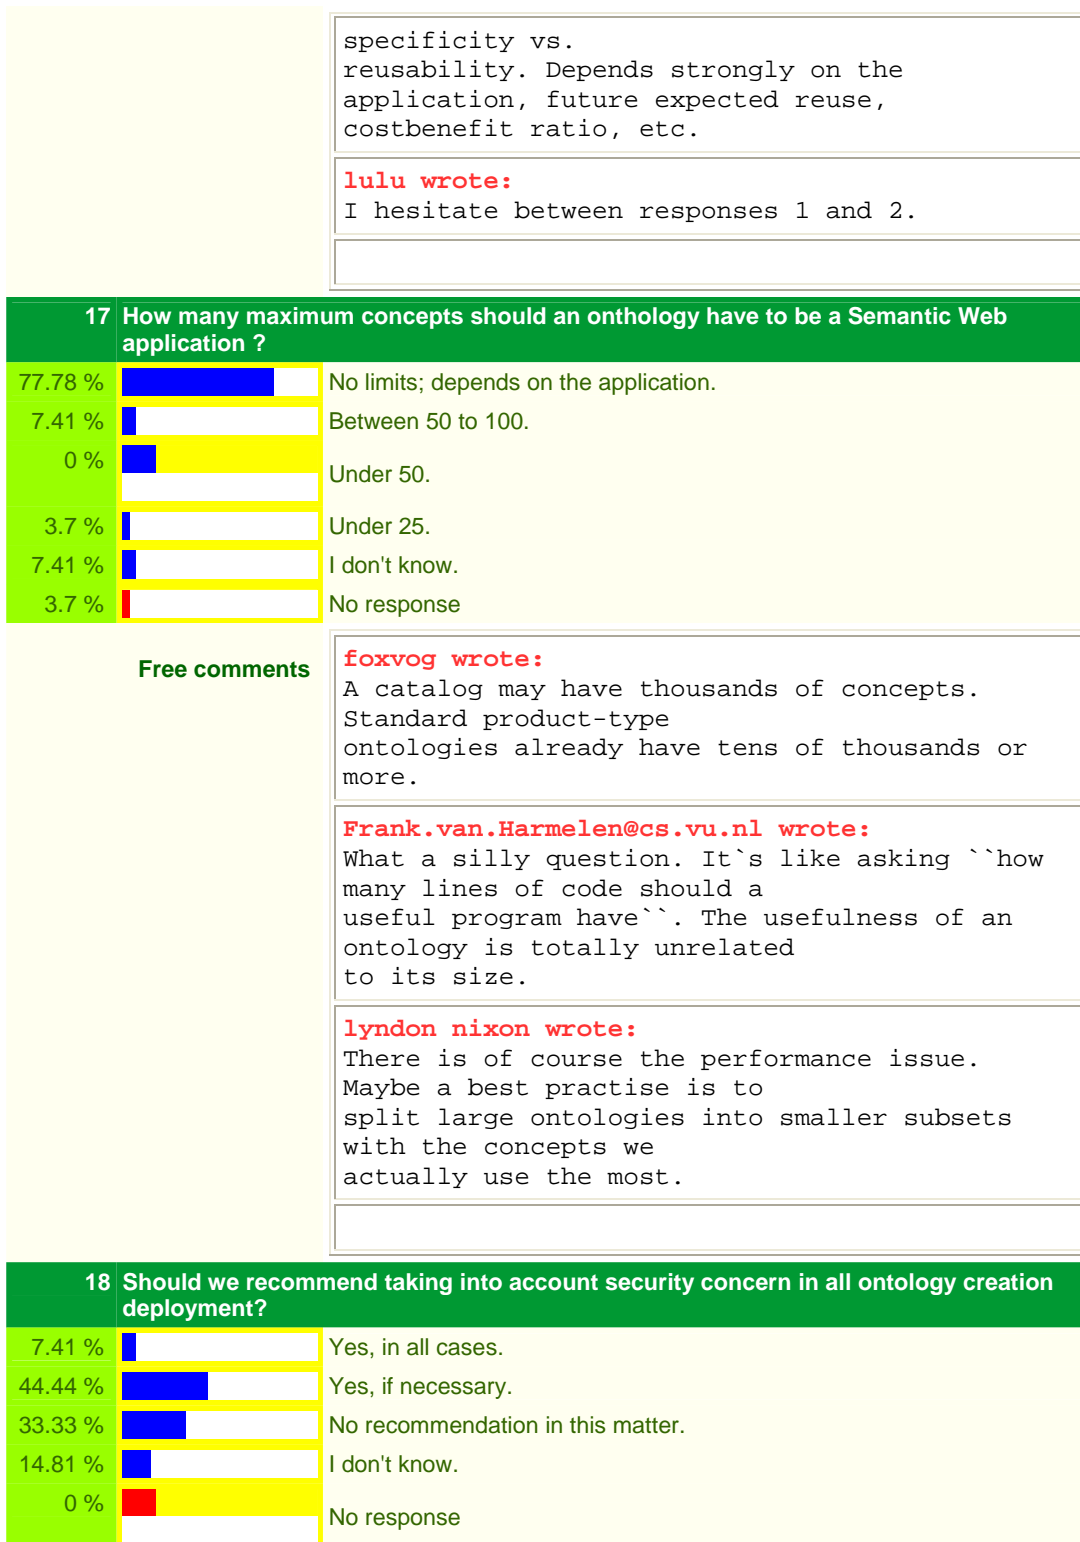 specificity vs.
reusability. Depends strongly on the
application, future expected reuse,
costbenefit ratio, etc.
lulu wrote:
I hesitate between responses 1 and 2.
17 How many maximum concepts should an onthology have to be a Semantic Web
application ?
77.78 % No limits; depends on the application.
7.41 % Between 50 to 100.
0 % Under 50.
3.7 % Under 25.
7.41 % I don't know.
3.7 % No response
Free comments
foxvog wrote:
A catalog may have thousands of concepts.
Standard product-type
ontologies already have tens of thousands or
more.
Frank.van.Harmelen@cs.vu.nl wrote:
What a silly question. It`s like asking ``how
many lines of code should a
useful program have``. The usefulness of an
ontology is totally unrelated
to its size.
lyndon nixon wrote:
There is of course the performance issue.
Maybe a best practise is to
split large ontologies into smaller subsets
with the concepts we
actually use the most.
18 Should we recommend taking into account security concern in all ontology creation
deployment?
7.41 % Yes, in all cases.
44.44 % Yes, if necessary.
33.33 % No recommendation in this matter.
14.81 % I don't know.
0 % No response